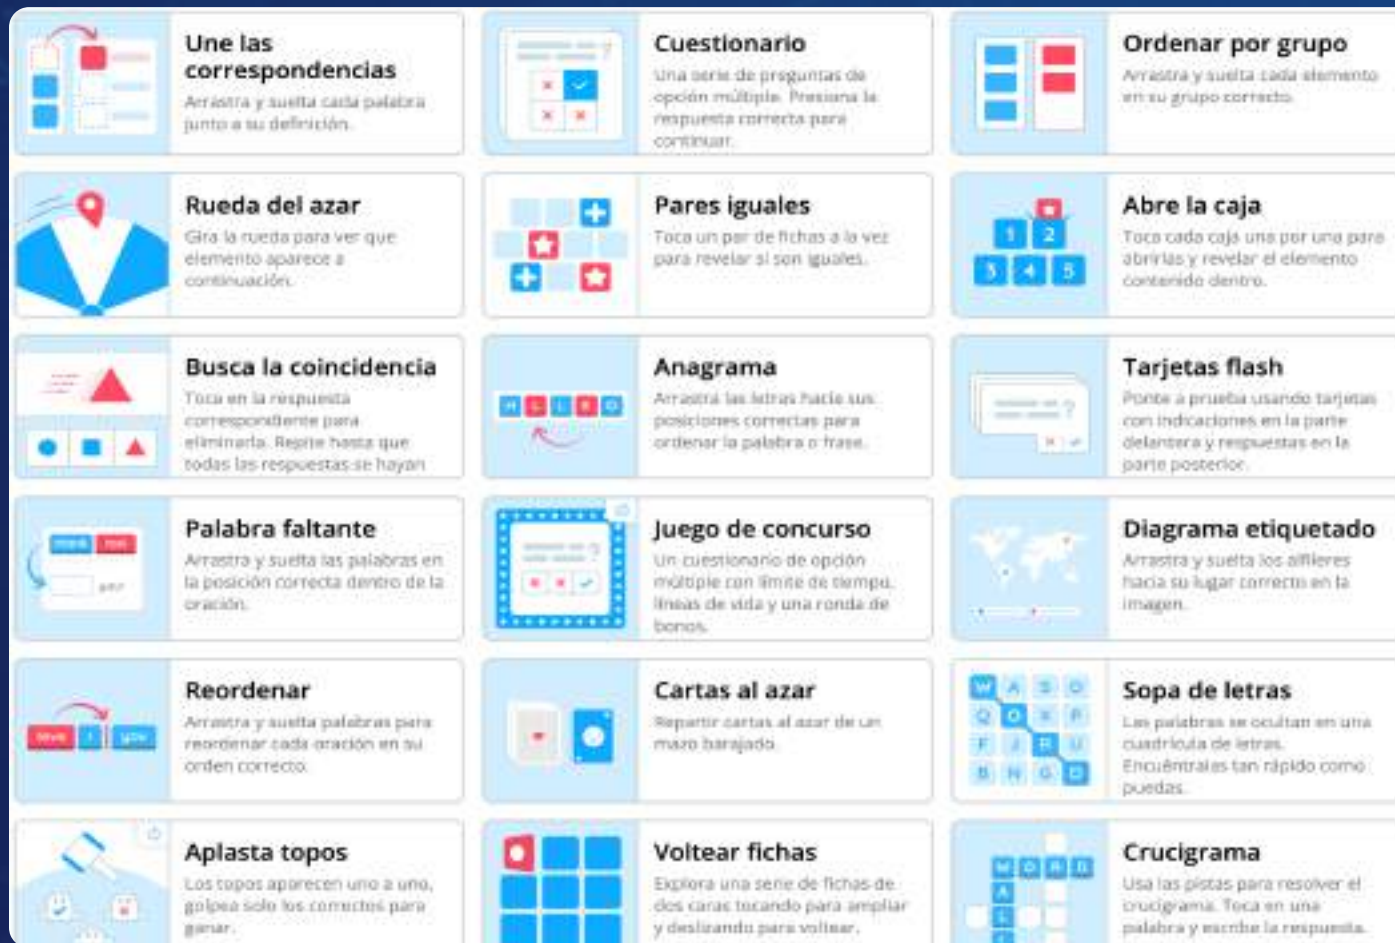 Une las
correspondencias
Arrastra y suelta cada palabra
junto a su definición.
Cuestionario
Una serie de preguntas de
opción múltiple. Presiona la
respuesta correcta para
continuar.
Ordenar por grupo
Arrastra y suelta cada elemento
en su grupo correcto.
Rueda del azar
Gira la rueda para ver que
elemento aparece a
continuación.
Pares iguales
Toca un par de fichas a la vez
para revelar si son iguales.
1 2
3 4 5
Abre la caja
Toca cada caja una por una para
abrirlas y revelar el elemento
contenido dentro.
Busca la coincidencia
Toca en la respuesta
correspondiente para
eliminarla. Repite hasta que
todas las respuestas se hayan
Anagrama
Arrastra las letras hacia sus
posiciones correctas para
ordenar la palabra o frase.
?
Tarjetas flash
Ponte a prueba usando tarjetas
con indicaciones en la parte
delantera y respuestas en la
parte posterior.
Palabra faltante
Arrastra y suelta las palabras en
la posición correcta dentro de la
oración.
?
Juego de concurso
Un cuestionario de opción
múltiple con límite de tiempo,
líneas de vida y una ronda de
bonos.
Diagrama etiquetado
Arrastra y suelta los alfileres
hacia su lugar correcto en la
imagen.
love I you
Reordenar
Arrastra y suelta palabras para
reordenar cada oración en su
orden correcto.
Cartas al azar
Repartir cartas al azar de un
mazo barajado.
W A S O
Q O X P
F J R U
B N G D
Sopa de letras
Las palabras se ocultan en una
cuadrícula de letras.
Encuéntralas tan rápido como
puedas.
Aplasta topos
Los topos aparecen uno a uno,
golpea solo los correctos para
ganar.
Voltear fichas
Explora una serie de fichas de
dos caras tocando para ampliar
y deslizando para voltear.
W O R D
A
L
Crucigrama
Usa las pistas para resolver el
crucigrama. Toca en una
palabra y escribe la respuesta.